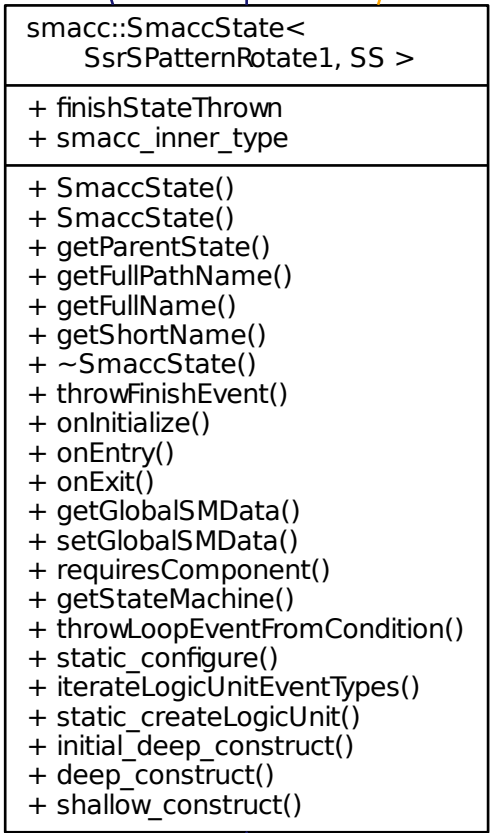 smacc::SmaccState<
SsrSPatternRotate1, SS >
+ finishStateThrown
+ smacc_inner_type
+ SmaccState()
+ SmaccState()
+ getParentState()
+ getFullPathName()
+ getFullName()
+ getShortName()
+ ~SmaccState()
+ throwFinishEvent()
+ onInitialize()
+ onEntry()
+ onExit()
+ getGlobalSMData()
+ setGlobalSMData()
+ requiresComponent()
+ getStateMachine()
+ throwLoopEventFromCondition()
+ static_configure()
+ iterateLogicUnitEventTypes()
+ static_createLogicUnit()
+ initial_deep_construct()
+ deep_construct()
+ shallow_construct()